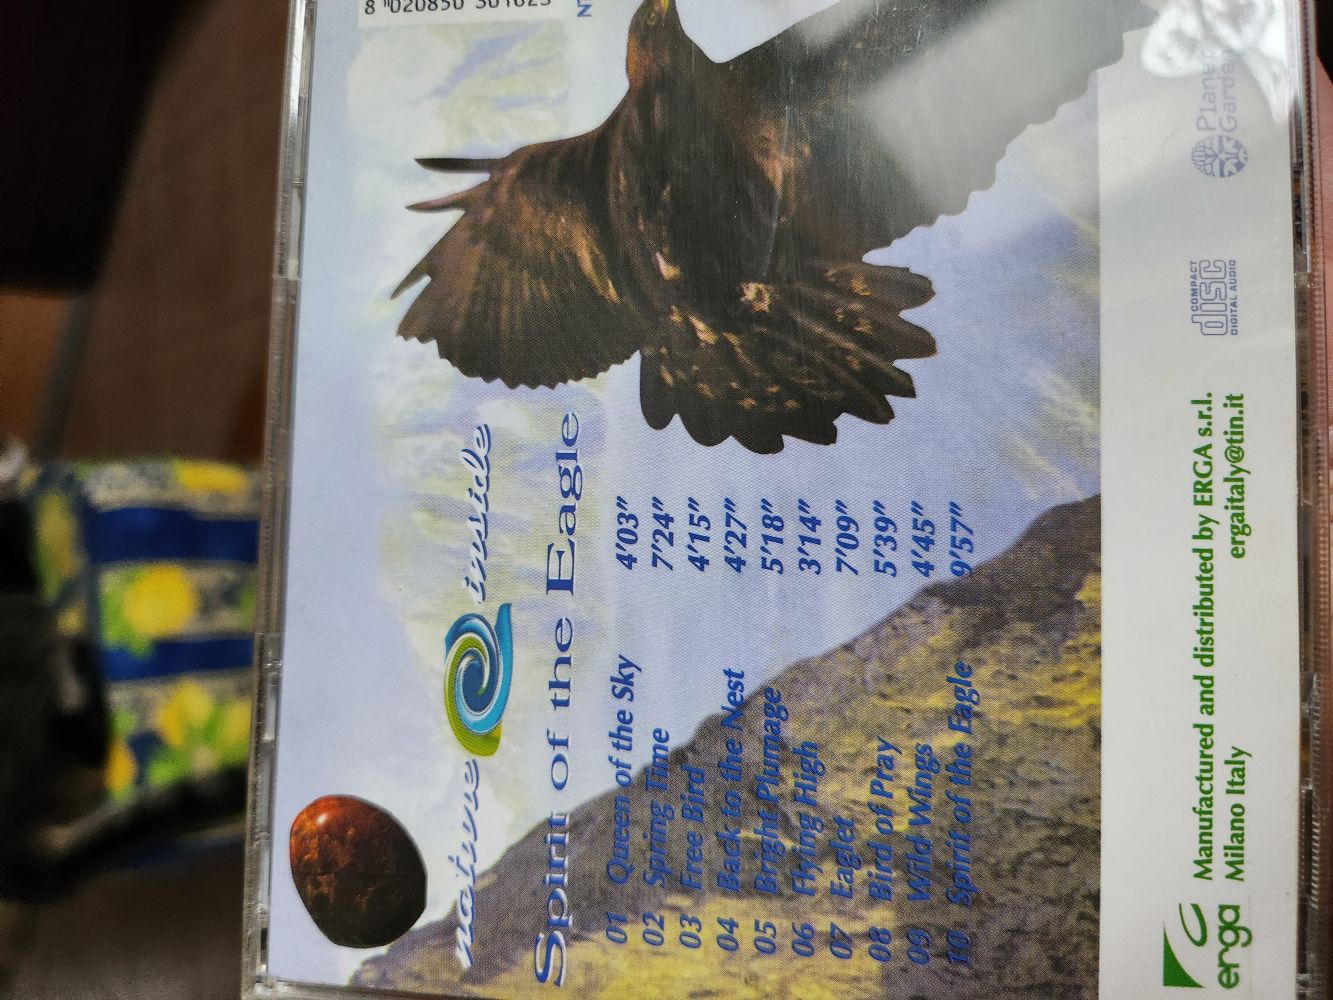 8 020850 301623
nature inside
Spirit of the Eagle
01 Queen of the Sky 4'03"
02 Spring Time 7'24"
03 Free Bird 4'15"
04 Back to the Nest 4'27"
05 Bright Plumage 5'18"
06 Flying High 3'14"
07 Eaglet 7'09"
08 Bird of Pray 5'39"
09 Wild Wings 4'45"
10 Spirit of the Eagle 9'57"
erga
Manufactured and distributed by ERGA s.r.l.
Milano Italy ergaitaly@tin.it
COMPACT
disc
DIGITAL AUDIO
Planet
Garden